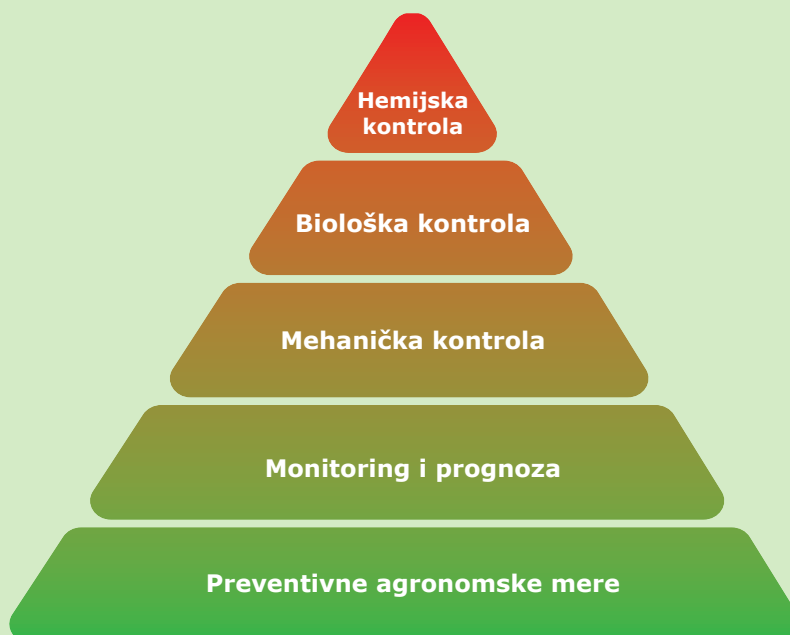 Hemijska
kontrola
Biološka kontrola
Mehanička kontrola
Monitoring i prognoza
Preventivne agronomske mere